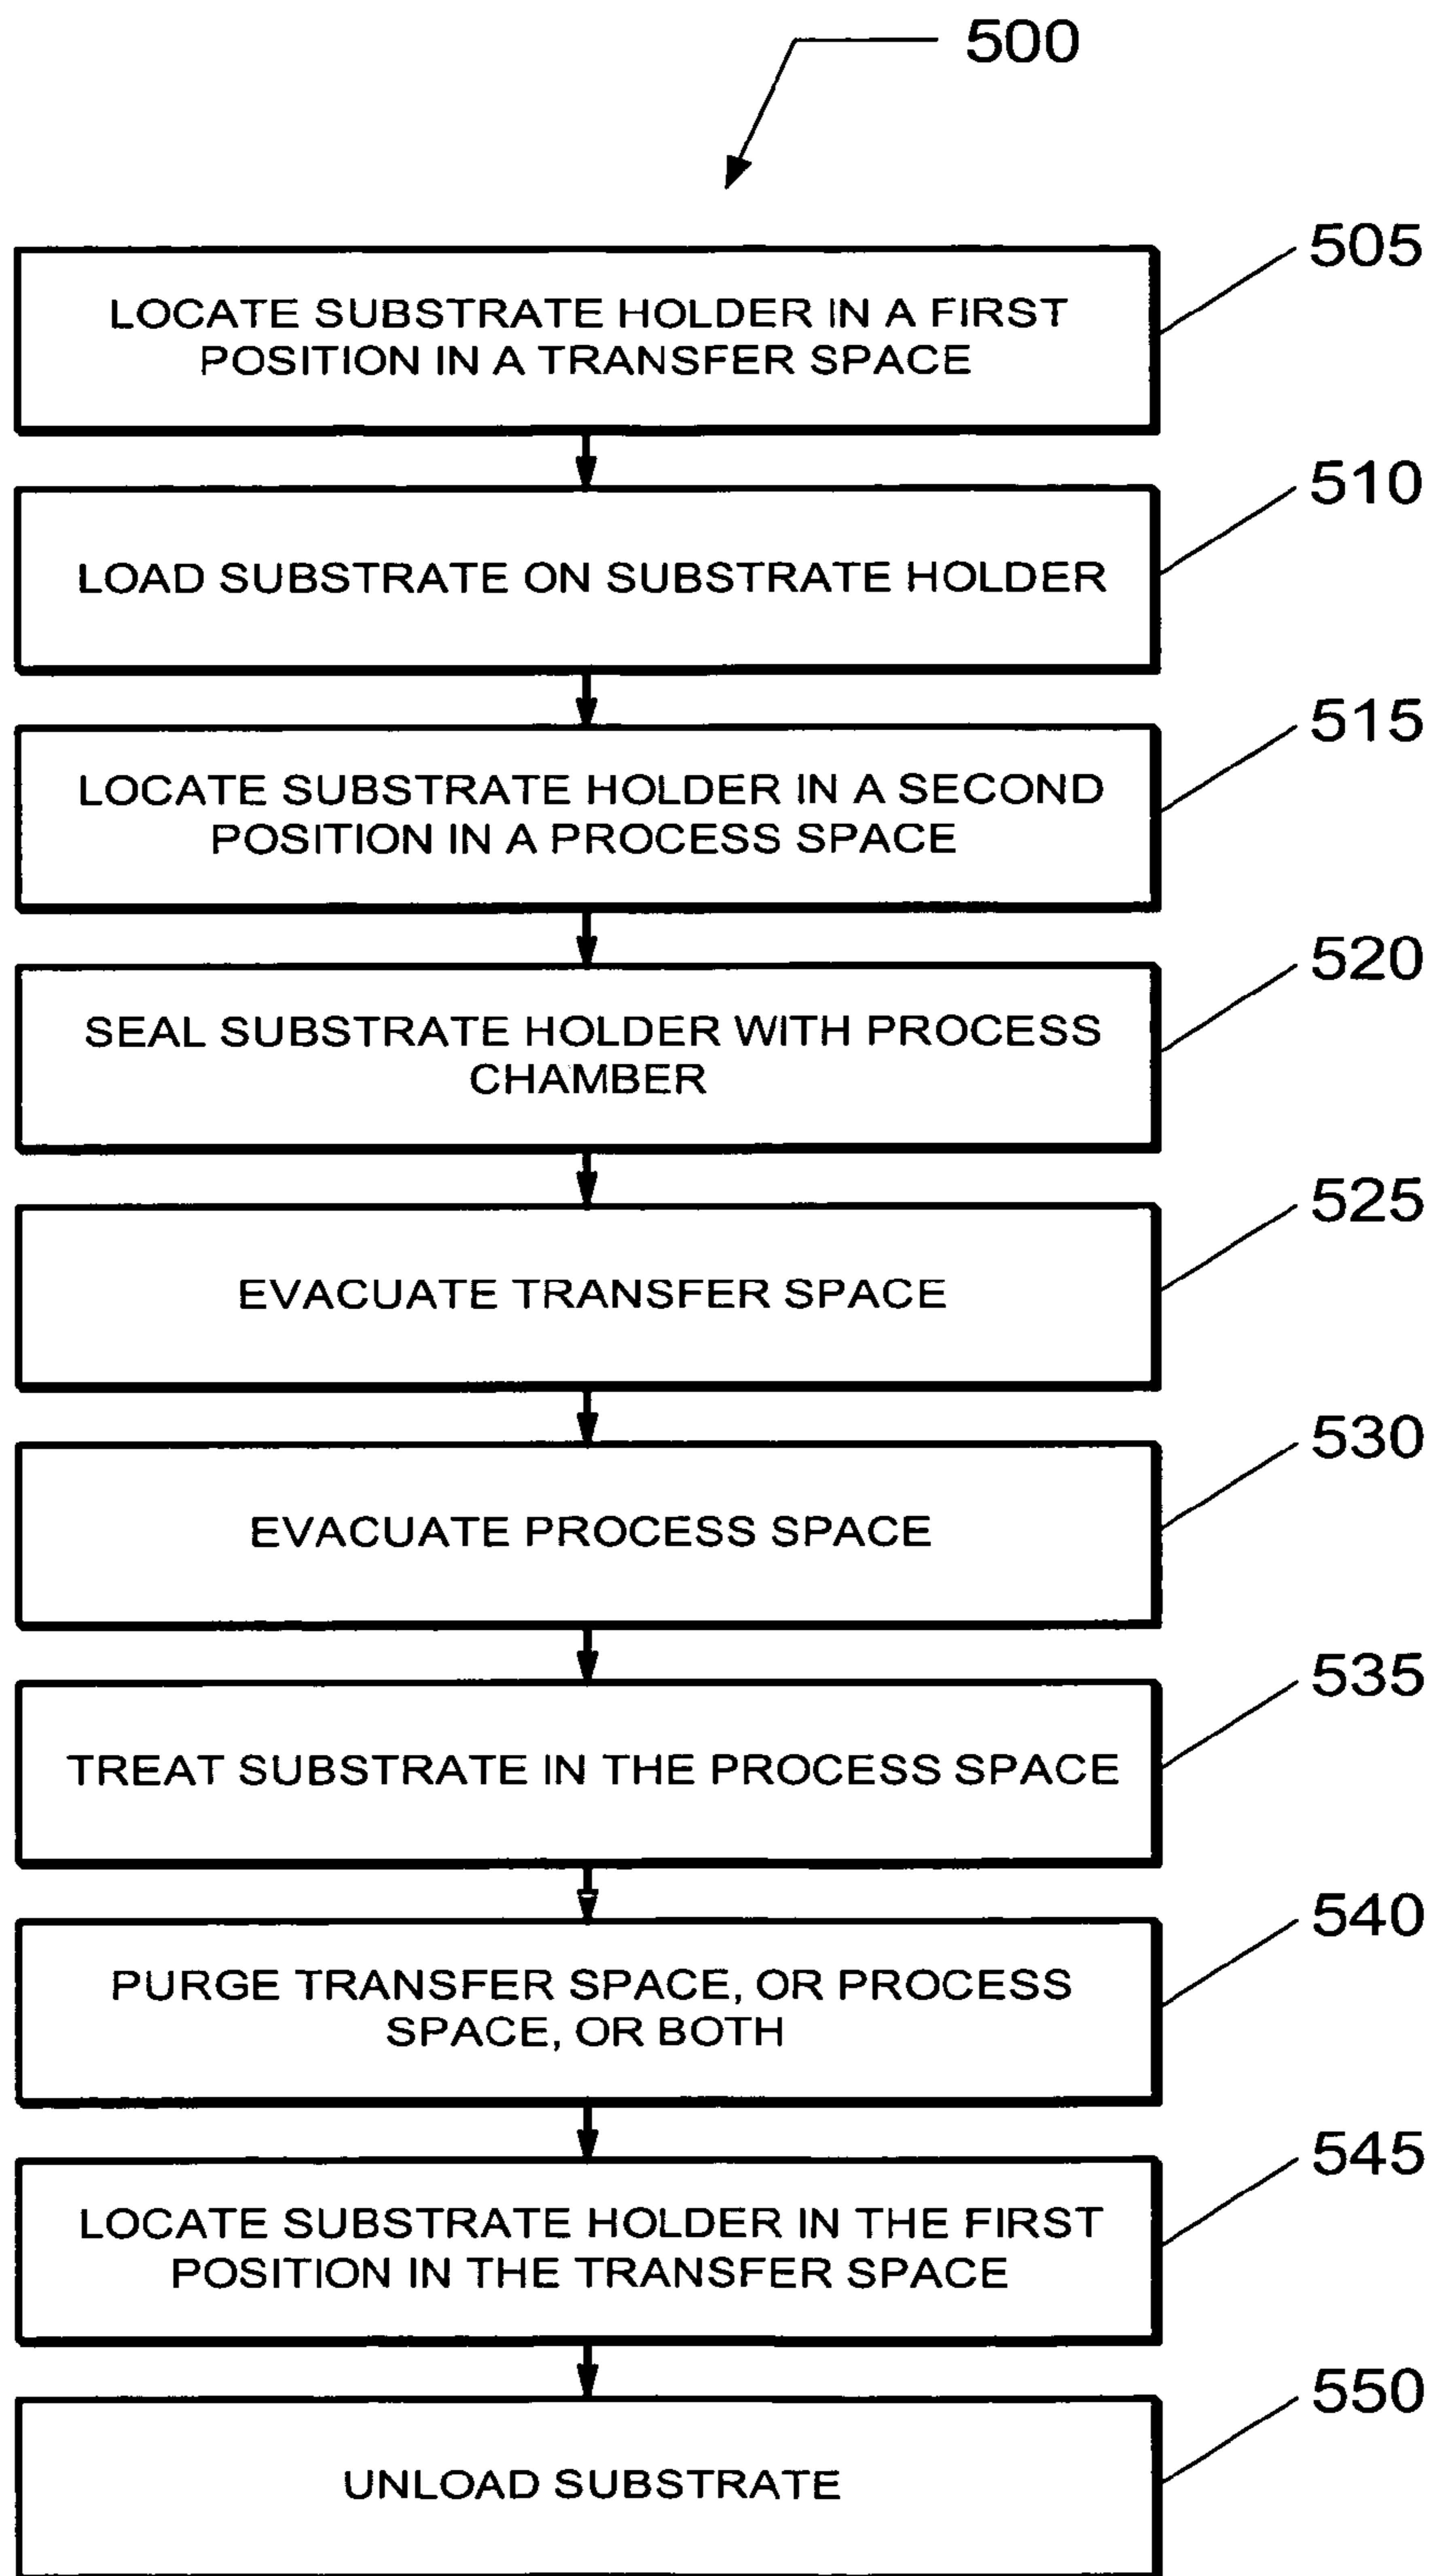 500
505
LOCATE SUBSTRATE HOLDER IN A FIRST
POSITION IN A TRANSFER SPACE
510
LOAD SUBSTRATE ON SUBSTRATE HOLDER
515
LOCATE SUBSTRATE HOLDER IN A SECOND
POSITION IN A PROCESS SPACE
520
SEAL SUBSTRATE HOLDER WITH PROCESS
CHAMBER
525
EVACUATE TRANSFER SPACE
530
EVACUATE PROCESS SPACE
535
TREAT SUBSTRATE IN THE PROCESS SPACE
540
PURGE TRANSFER SPACE, OR PROCESS
SPACE, OR BOTH
545
LOCATE SUBSTRATE HOLDER IN THE FIRST
POSITION IN THE TRANSFER SPACE
550
UNLOAD SUBSTRATE